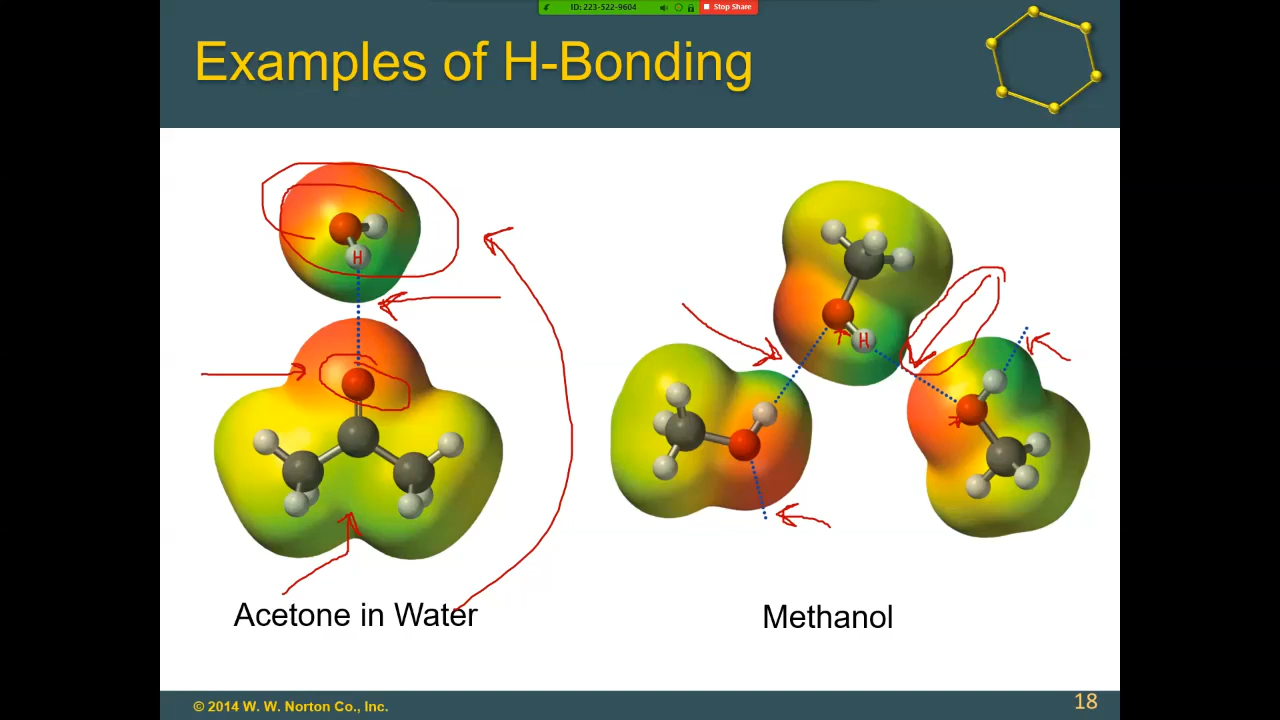 ID: 223-522-9604 Stop Share
Examples of H-Bonding
H
H
Acetone in Water
Methanol
© 2014 W. W. Norton Co., Inc.
18